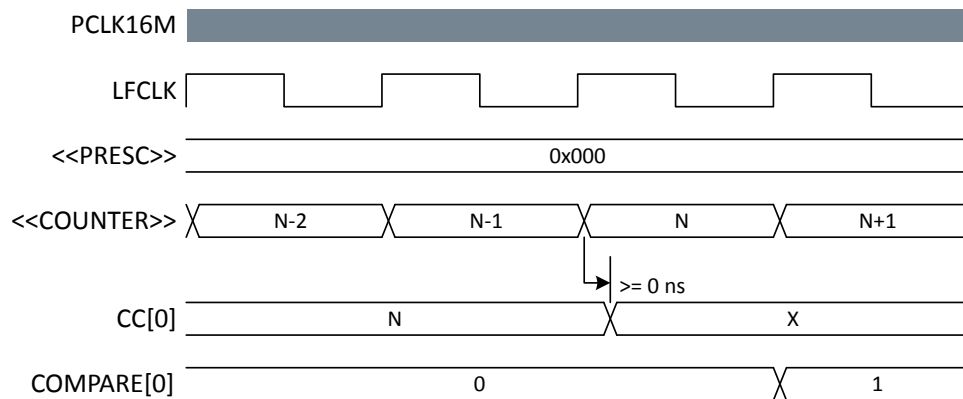 PCLK16M
LFCLK
<<PRESC>> 0x000
<<COUNTER>> N-2 N-1 N N+1
>= 0 ns
CC[0] N X
COMPARE[0] 0 1